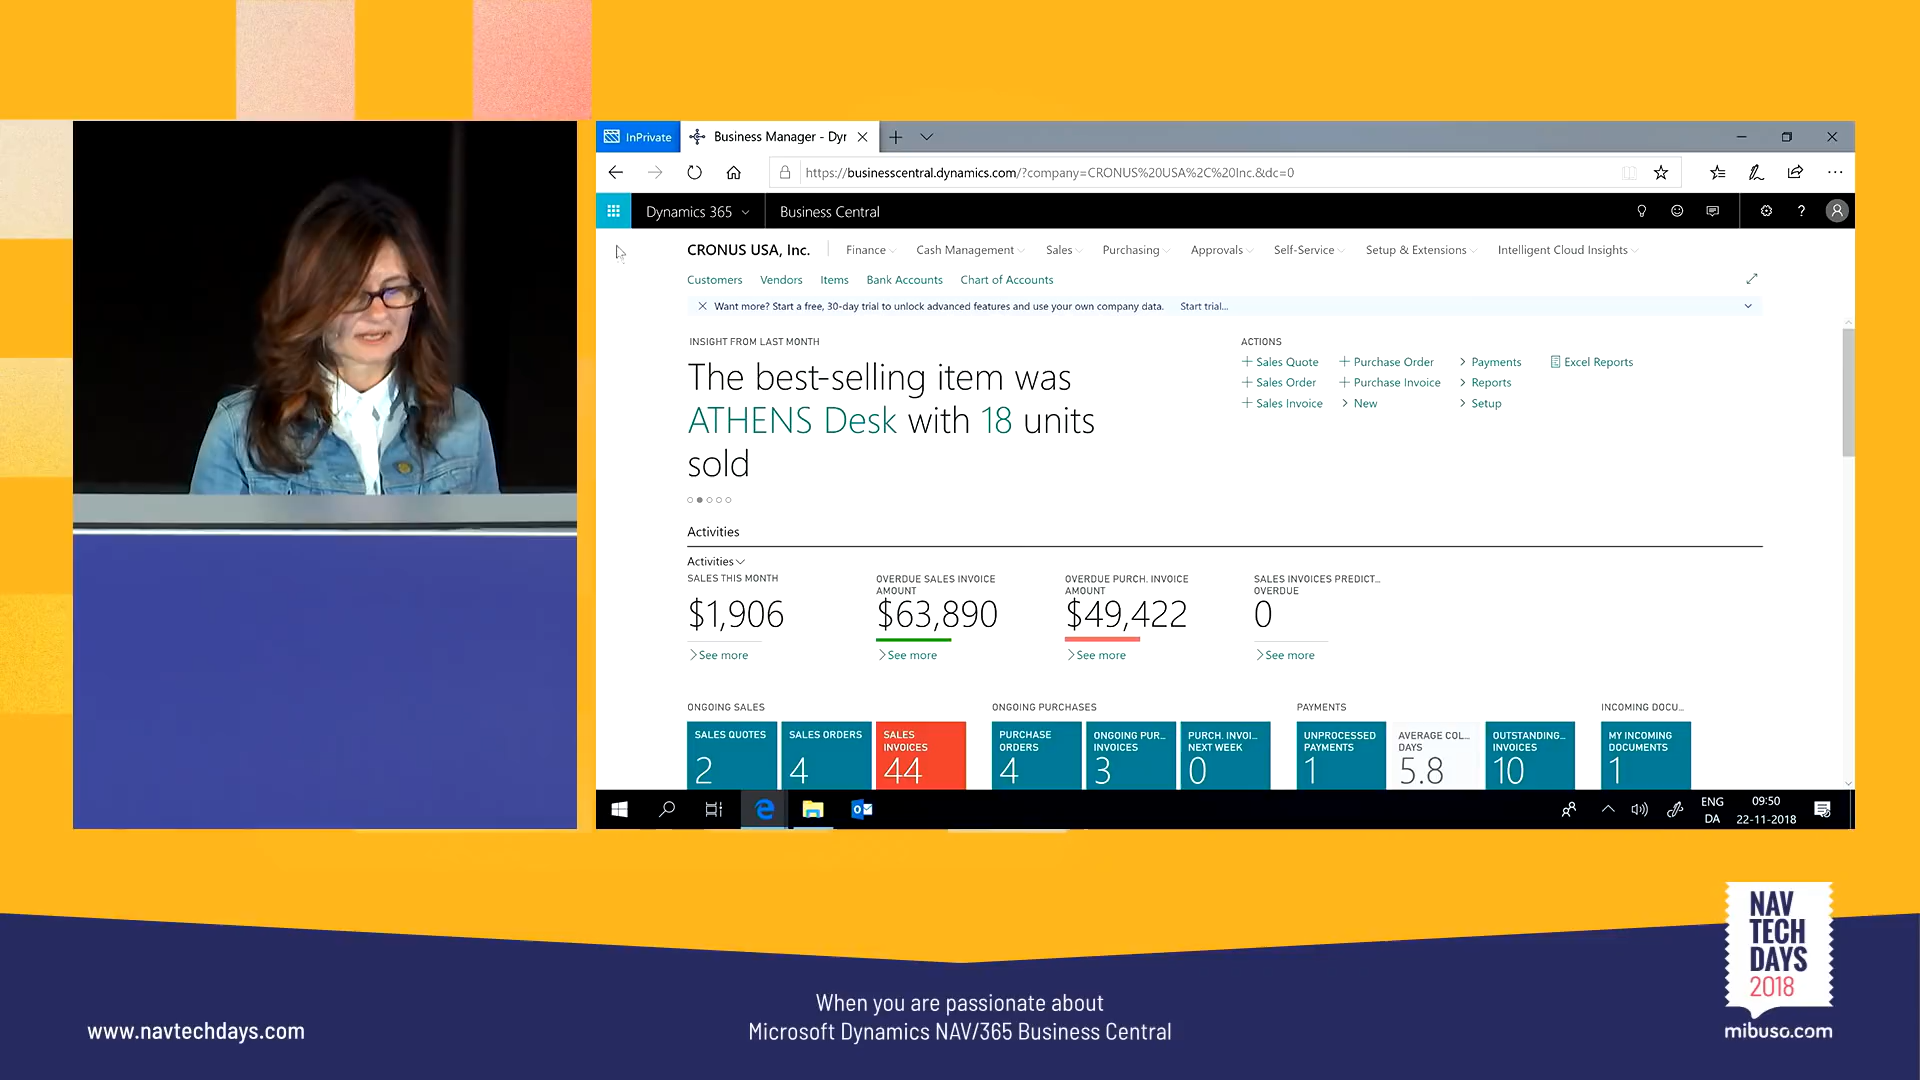 InPrivate
Business Manager - Dyr
https://businesscentral.dynamics.com/?company=CRONUS%20USA%2C%20Inc.&dc=0
Dynamics 365
Business Central
?
CRONUS USA, Inc.
Finance
Cash Management
Sales
Purchasing
Approvals
Self-Service
Setup & Extensions
Intelligent Cloud Insights
Customers
Vendors
Items
Bank Accounts
Chart of Accounts
Want more? Start a free, 30-day trial to unlock advanced features and use your own company data.
Start trial...
INSIGHT FROM LAST MONTH
The best-selling item was
ATHENS Desk with 18 units
sold
ACTIONS
Sales Quote
Purchase Order
Payments
Excel Reports
Sales Order
Purchase Invoice
Reports
Sales Invoice
New
Setup
Activities
Activities
SALES THIS MONTH
$1,906
See more
OVERDUE SALES INVOICE
AMOUNT
$63,890
See more
OVERDUE PURCH. INVOICE
AMOUNT
$49,422
See more
SALES INVOICES PREDICT...
OVERDUE
0
See more
ONGOING SALES
SALES QUOTES
2
SALES ORDERS
4
SALES
INVOICES
44
ONGOING PURCHASES
PURCHASE
ORDERS
4
ONGOING PUR...
INVOICES
3
PURCH. INVOI...
NEXT WEEK
0
PAYMENTS
UNPROCESSED
PAYMENTS
1
AVERAGE COL...
DAYS
5.8
OUTSTANDING...
INVOICES
10
INCOMING DOCU...
MY INCOMING
DOCUMENTS
1
ENG
DA
09:50
22-11-2018
NAV
TECH
DAYS
2018
mibuso.com
www.navtechdays.com
When you are passionate about
Microsoft Dynamics NAV/365 Business Central